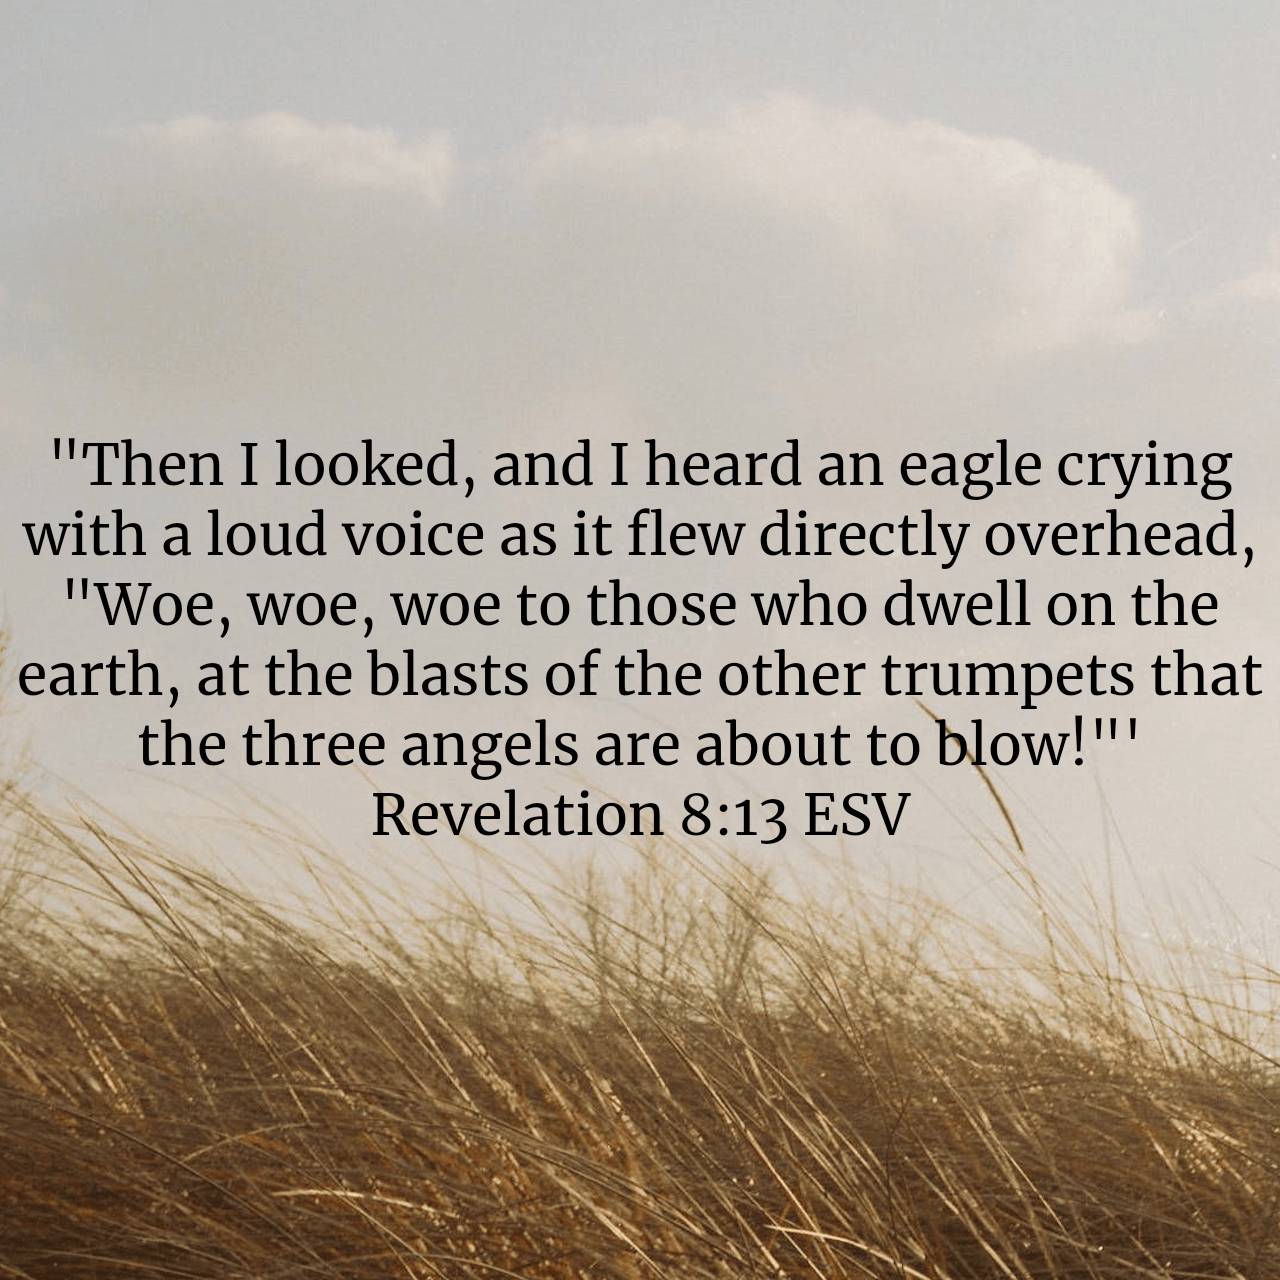 "Then I looked, and I heard an eagle crying
with a loud voice as it flew directly overhead,
"Woe, woe, woe to those who dwell on the
earth, at the blasts of the other trumpets that
the three angels are about to blow!"'
Revelation 8:13 ESV